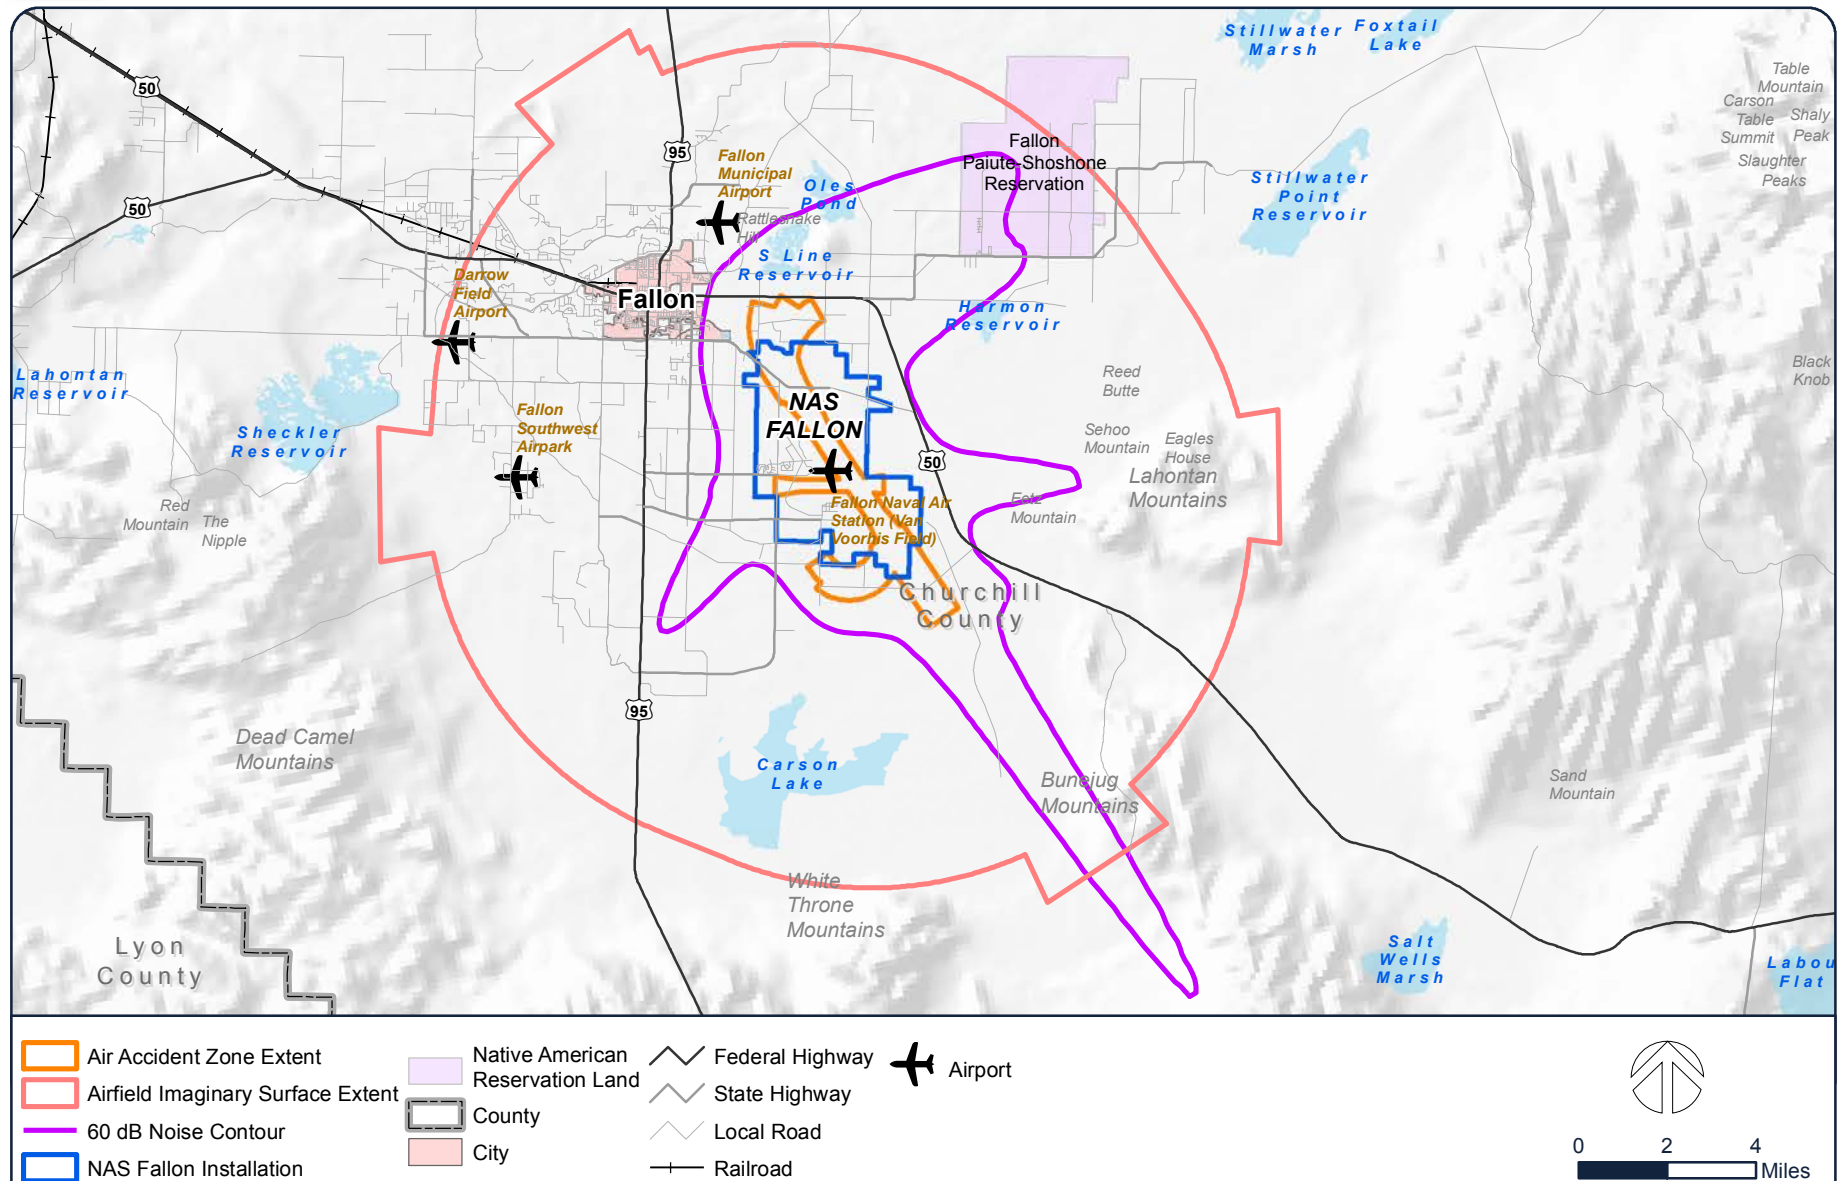 Stillwater
Marsh
Foxtail
Lake
Table
Mountain
Carson
Table
Summit
Shaly
Peak
Slaughter
Peaks
50
95
50
Fallon
Municipal
Airport
Oles
Pond
Rattlesnake
Hill
Fallon
Paiute-Shoshone
Reservation
Stillwater
Point
Reservoir
S Line
Reservoir
Darrow
Field
Airport
Fallon
Harmon
Reservoir
Lahontan
Reservoir
Reed
Butte
Black
Knob
Sheckler
Reservoir
Fallon
Southwest
Airpark
NAS
FALLON
50
Sehoo
Mountain
Eagles
House
Lahontan
Mountains
Red
Mountain
The
Nipple
Fallon Naval Air
Station (Van
Voorhis Field)
Fetz
Mountain
Churchill
County
95
Dead Camel
Mountains
Carson
Lake
Bunejug
Mountains
Sand
Mountain
White
Throne
Mountains
Lyon
County
Salt
Wells
Marsh
Labou
Flat
Air Accident Zone Extent
Airfield Imaginary Surface Extent
60 dB Noise Contour
NAS Fallon Installation
Native American
Reservation Land
County
City
Federal Highway
State Highway
Local Road
Railroad
Airport
0 2 4
Miles